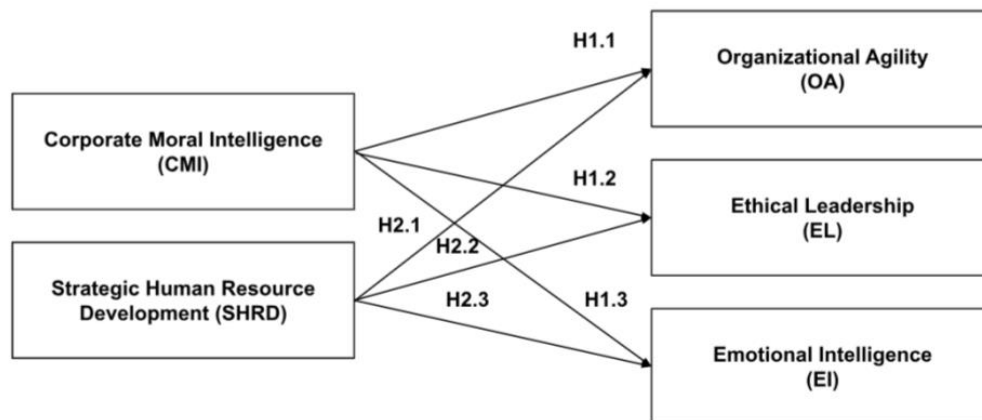 H1.1
Organizational Agility
(OA)
Corporate Moral Intelligence
(CMI)
H1.2
Ethical Leadership
(EL)
H2.1
H2.2
Strategic Human Resource
Development (SHRD)
H2.3
H1.3
Emotional Intelligence
(EI)